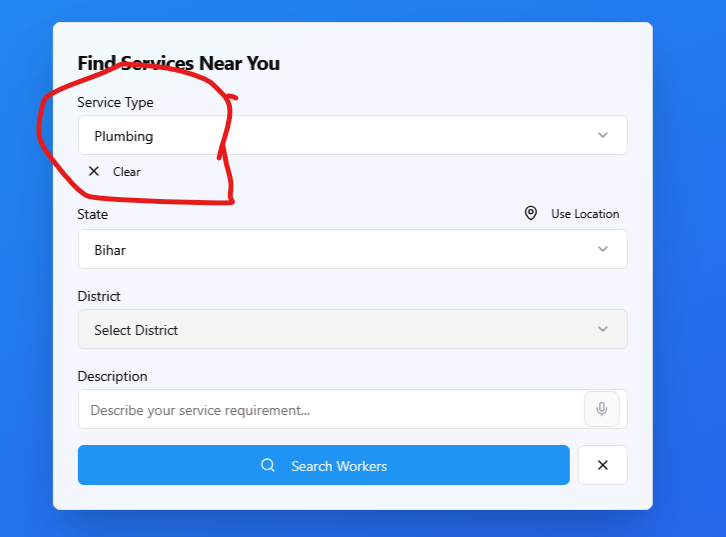 Find Services Near You
Service Type
Plumbing
Clear
State
Use Location
Bihar
District
Select District
Description
Describe your service requirement...
Search Workers